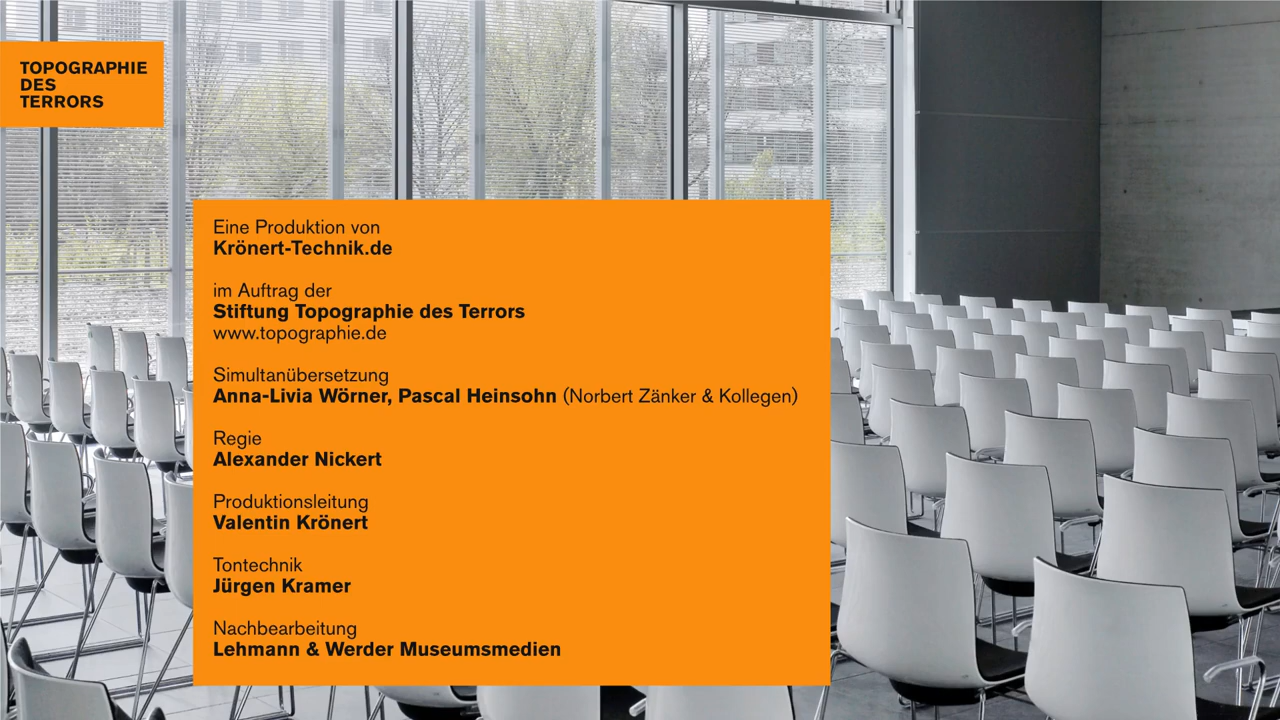 TOPOGRAPHIE
DES
TERRORS
Eine Produktion von
Krönert-Technik.de
im Auftrag der
Stiftung Topographie des Terrors
www.topographie.de
Simultanübersetzung
Anna-Livia Wörner, Pascal Heinsohn (Norbert Zänker & Kollegen)
Regie
Alexander Nickert
Produktionsleitung
Valentin Krönert
Tontechnik
Jürgen Kramer
Nachbearbeitung
Lehmann & Werder Museumsmedien